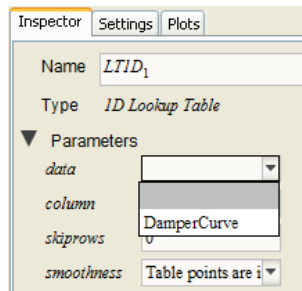 Inspector Settings Plots
Name LT1D1
Type 1D Lookup Table
Parameters
data
column
DamperCurve
skiprows 0
smoothness Table points are i